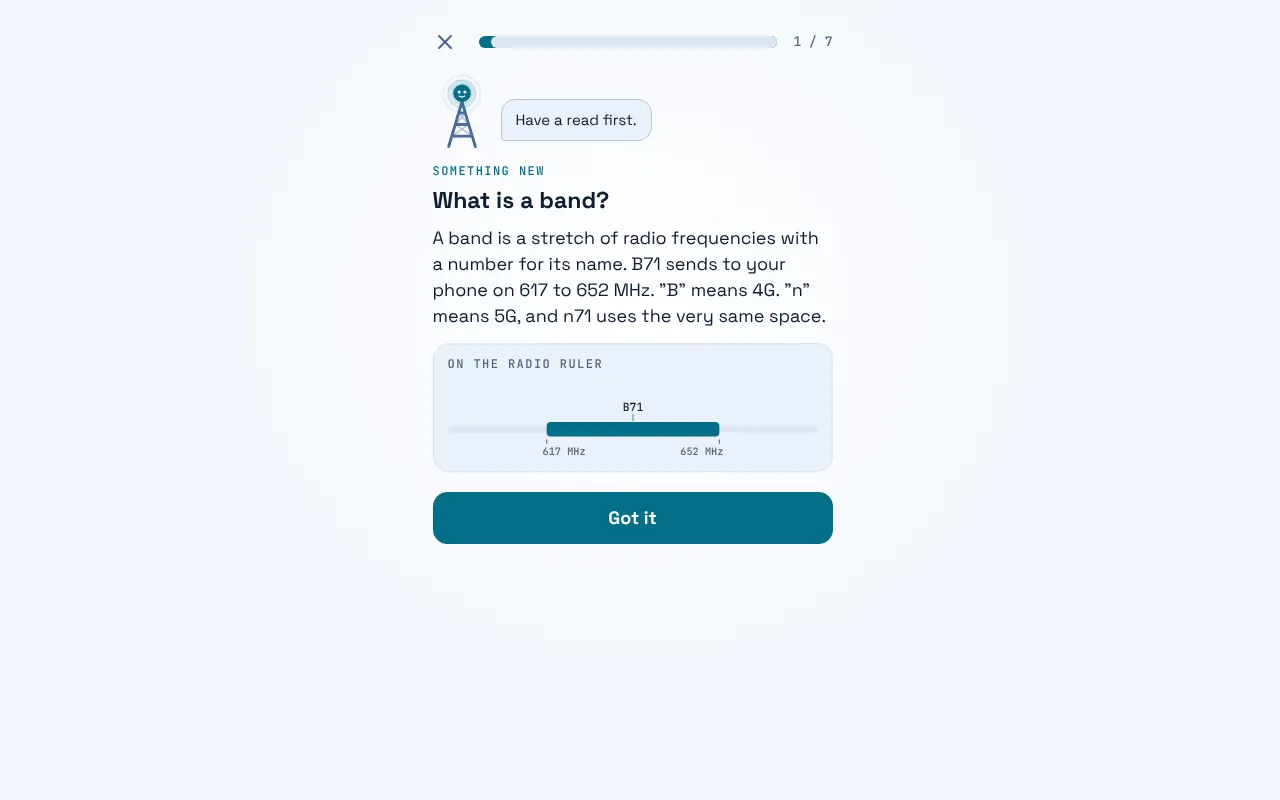 1 / 7
Have a read first.
SOMETHING NEW
What is a band?
A band is a stretch of radio frequencies with
a number for its name. B71 sends to your
phone on 617 to 652 MHz. ”B” means 4G. ”n”
means 5G, and n71 uses the very same space.
ON THE RADIO RULER
B71
617 MHz 652 MHz
Got it